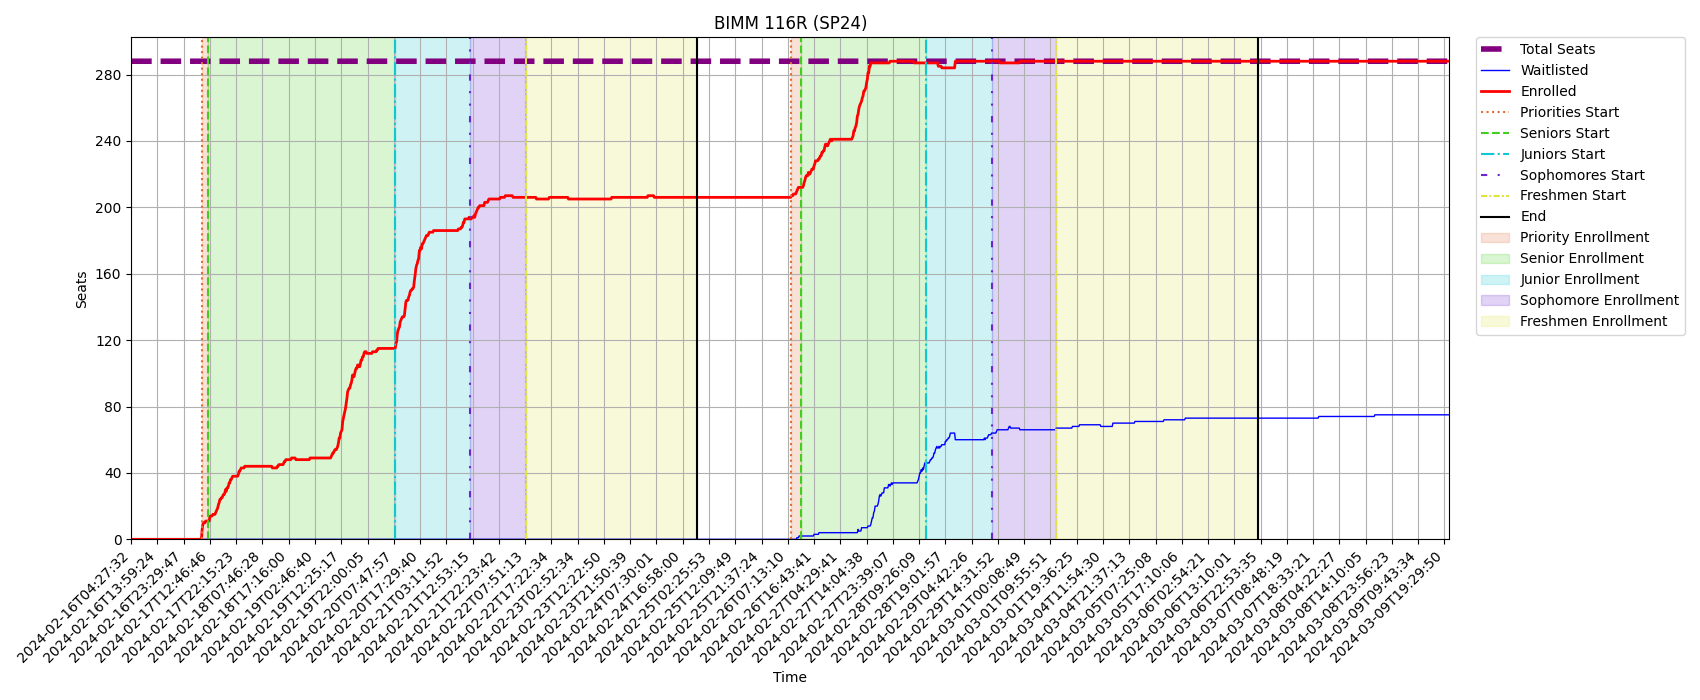 BIMM 116R (SP24)
Total Seats
Waitlisted
Enrolled
Priorities Start
Seniors Start
Juniors Start
Sophomores Start
Freshmen Start
End
Priority Enrollment
Senior Enrollment
Junior Enrollment
Sophomore Enrollment
Freshmen Enrollment
Seats
280
240
200
160
120
80
40
0
2024-02-16T04:27:32
2024-02-16T13:59:24
2024-02-16T23:29:47
2024-02-17T12:46:46
2024-02-17T22:15:23
2024-02-18T07:46:28
2024-02-18T17:16:00
2024-02-19T02:46:40
2024-02-19T12:25:17
2024-02-19T22:00:05
2024-02-20T07:47:57
2024-02-20T17:29:40
2024-02-21T03:11:52
2024-02-21T12:53:15
2024-02-21T22:23:42
2024-02-22T07:51:13
2024-02-22T17:22:34
2024-02-23T02:52:34
2024-02-23T12:22:50
2024-02-23T21:50:39
2024-02-24T07:30:01
2024-02-24T16:58:00
2024-02-25T02:25:53
2024-02-25T12:09:49
2024-02-25T21:37:24
2024-02-26T07:13:10
2024-02-26T16:43:41
2024-02-27T04:29:41
2024-02-27T14:04:38
2024-02-27T23:39:07
2024-02-28T09:26:09
2024-02-28T19:01:57
2024-02-29T04:42:26
2024-02-29T14:31:52
2024-03-01T00:08:49
2024-03-01T09:55:51
2024-03-01T19:36:25
2024-03-04T11:54:30
2024-03-04T21:37:13
2024-03-05T07:25:08
2024-03-05T17:10:06
2024-03-06T02:54:21
2024-03-06T13:10:01
2024-03-06T22:53:35
2024-03-07T08:48:19
2024-03-07T18:33:21
2024-03-08T04:22:27
2024-03-08T14:10:05
2024-03-08T23:56:23
2024-03-09T09:43:34
2024-03-09T19:29:50
Time